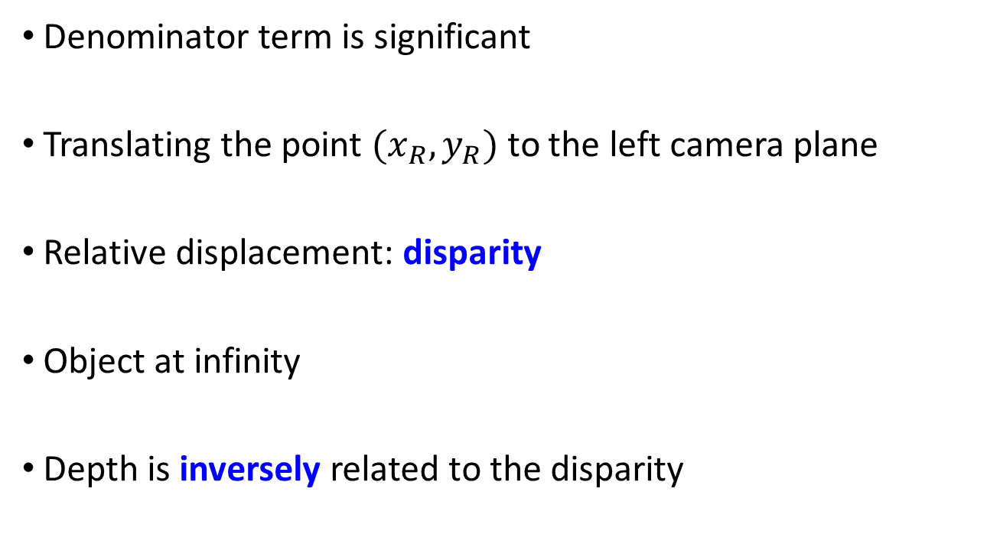 • Denominator term is significant
• Translating the point (x_R, y_R) to the left camera plane
• Relative displacement: disparity
• Object at infinity
• Depth is inversely related to the disparity